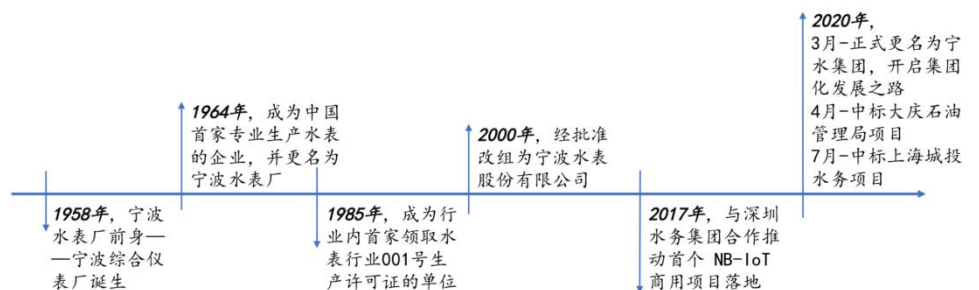 1958年，宁波
水表厂前身—
—宁波综合仪
表厂诞生
1964年，成为中国
首家专业生产水表
的企业，并更名为
宁波水表厂
1985年，成为行
业内首家领取水
表行业001号生
产许可证的单位
2000年，经批准
改组为宁波水表
股份有限公司
2017年，与深圳
水务集团合作推
动首个 NB-IoT
商用项目落地
2020年，
3月-正式更名为宁
水集团，开启集团
化发展之路
4月-中标大庆石油
管理局项目
7月-中标上海城投
水务项目